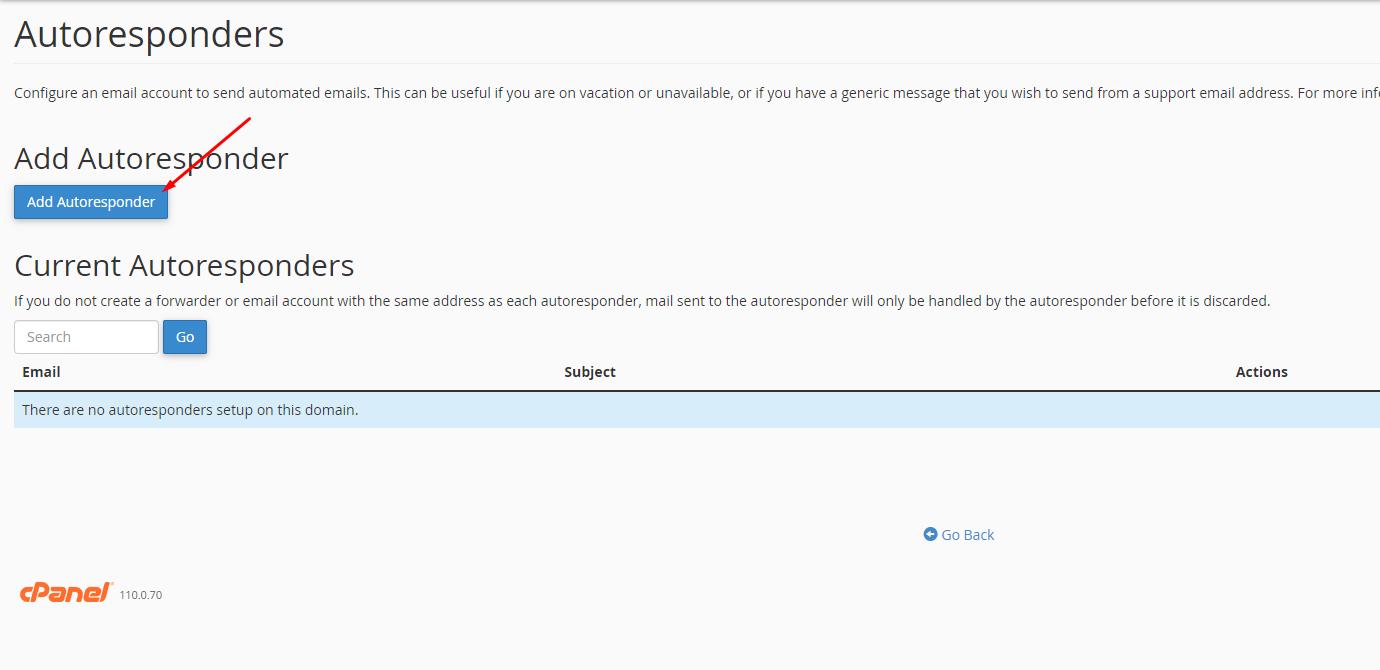 Autoresponders
Configure an email account to send automated emails. This can be useful if you are on vacation or unavailable, or if you have a generic message that you wish to send from a support email address. For more info
Add Autoresponder
Add Autoresponder
Current Autoresponders
If you do not create a forwarder or email account with the same address as each autoresponder, mail sent to the autoresponder will only be handled by the autoresponder before it is discarded.
Search Go
Email Subject Actions
There are no autoresponders setup on this domain.
Go Back
cPanel 110.0.70